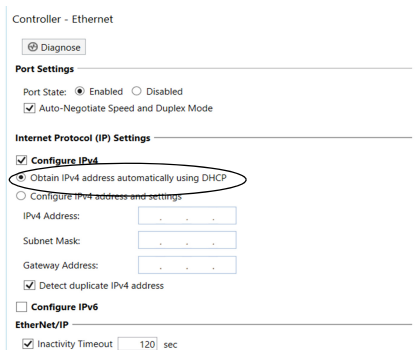 Controller - Ethernet
Diagnose
Port Settings
Port State: Enabled Disabled
Auto-Negotiate Speed and Duplex Mode
Internet Protocol (IP) Settings
Configure IPv4
Obtain IPv4 address automatically using DHCP
Configure IPv4 address and settings
IPv4 Address: . . .
Subnet Mask: . . .
Gateway Address: . . .
Detect duplicate IPv4 address
Configure IPv6
EtherNet/IP
Inactivity Timeout 120 sec